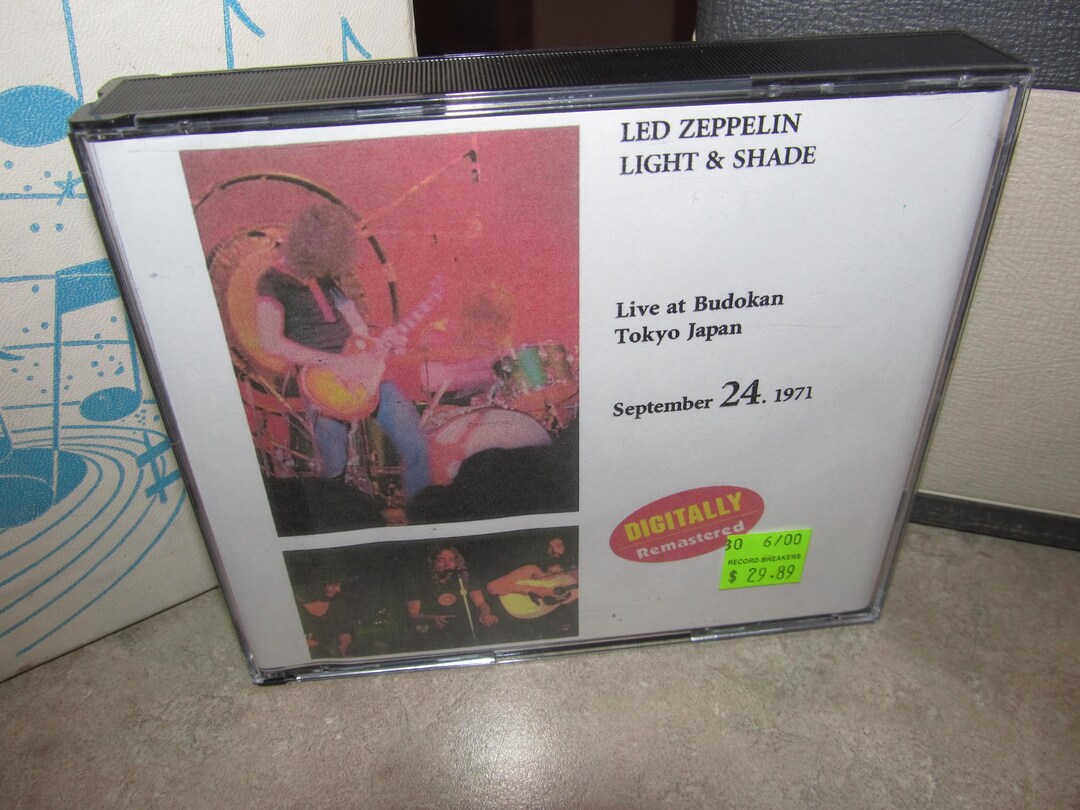 LED ZEPPELIN
LIGHT & SHADE
Live at Budokan
Tokyo Japan
September 24. 1971
DIGITALLY
Remastered
30 6/00
RECORD-BREAKERS
$ 29.89